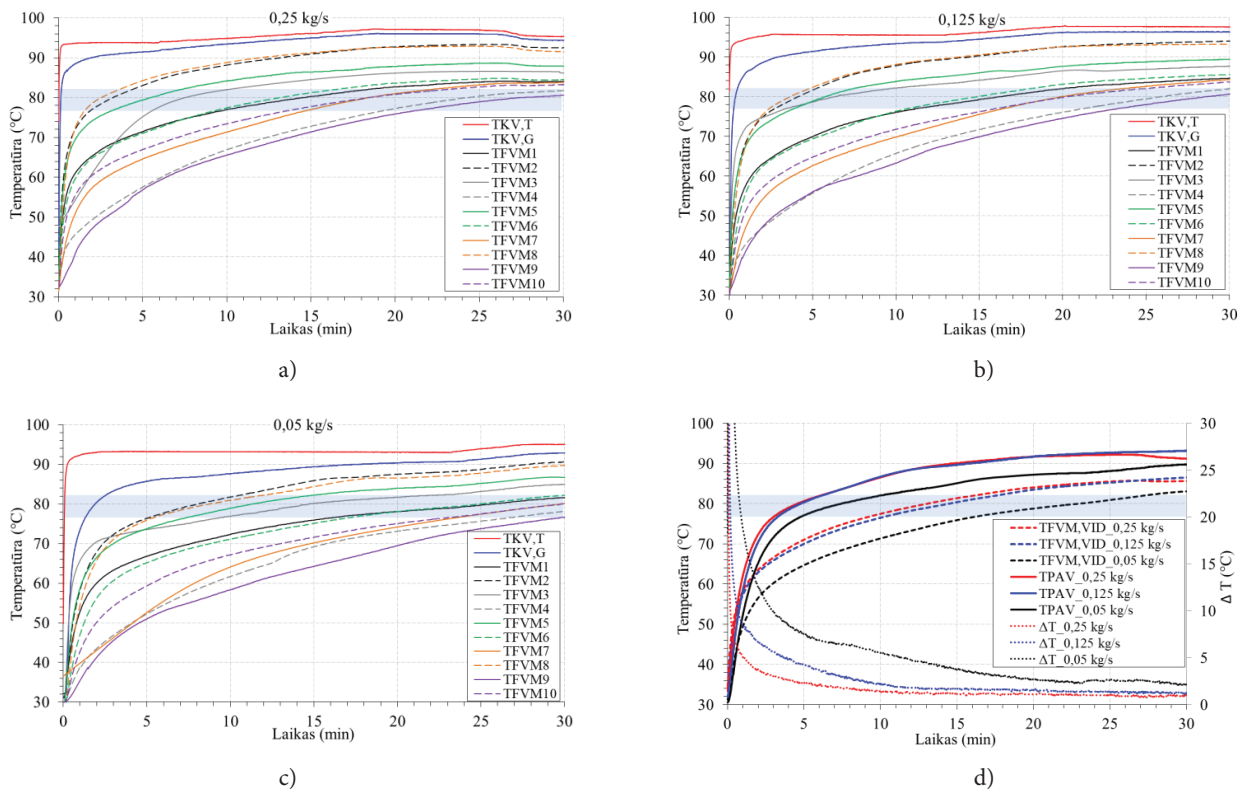 0,25 kg/s
Temperatūra (°C)
100
90
80
70
60
50
40
30
0
5
10
15
20
25
30
Laikas (min)
TKV,T
TKV,G
TFVM1
TFVM2
TFVM3
TFVM4
TFVM5
TFVM6
TFVM7
TFVM8
TFVM9
TFVM10
a)
0,125 kg/s
Temperatūra (°C)
100
90
80
70
60
50
40
30
0
5
10
15
20
25
30
Laikas (min)
TKV,T
TKV,G
TFVM1
TFVM2
TFVM3
TFVM4
TFVM5
TFVM6
TFVM7
TFVM8
TFVM9
TFVM10
b)
0,05 kg/s
Temperatūra (°C)
100
90
80
70
60
50
40
30
0
5
10
15
20
25
30
Laikas (min)
TKV,T
TKV,G
TFVM1
TFVM2
TFVM3
TFVM4
TFVM5
TFVM6
TFVM7
TFVM8
TFVM9
TFVM10
c)
Temperatūra (°C)
100
90
80
70
60
50
40
30
0
5
10
15
20
25
30
Laikas (min)
30
25
20
15
10
5
0
Δ T (°C)
TFVM,VID_0,25 kg/s
TFVM,VID_0,125 kg/s
TFVM,VID_0,05 kg/s
TPAV_0,25 kg/s
TPAV_0,125 kg/s
TPAV_0,05 kg/s
ΔT_0,25 kg/s
ΔT_0,125 kg/s
ΔT_0,05 kg/s
d)